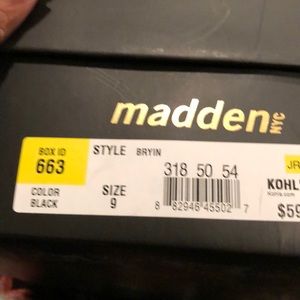 madden NYC
BOX ID
663
STYLE BRYIN
318 50 54
JR
COLOR
BLACK
SIZE
9
8 82946 45502 7
KOHL'
Kohls.com
$59